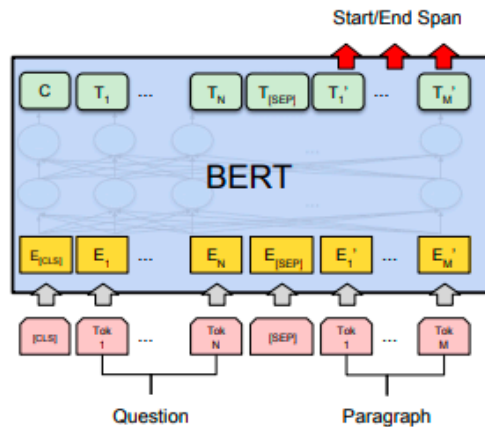 Start/End Span
C T1 ... TN T[SEP] T1' ... TM'
...
BERT
...
E[CLS] E1 ... EN E[SEP] E1' ... EM'
[CLS] Tok 1 ... Tok N [SEP] Tok 1 ... Tok M
Question Paragraph